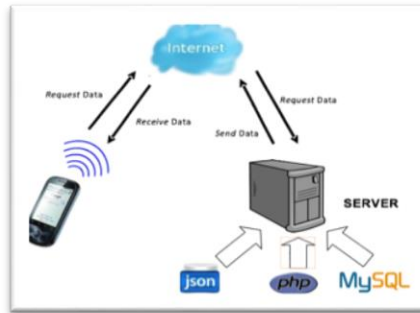 Internet
Request Data
Receive Data
Request Data
Send Data
SERVER
json
php
MySQL